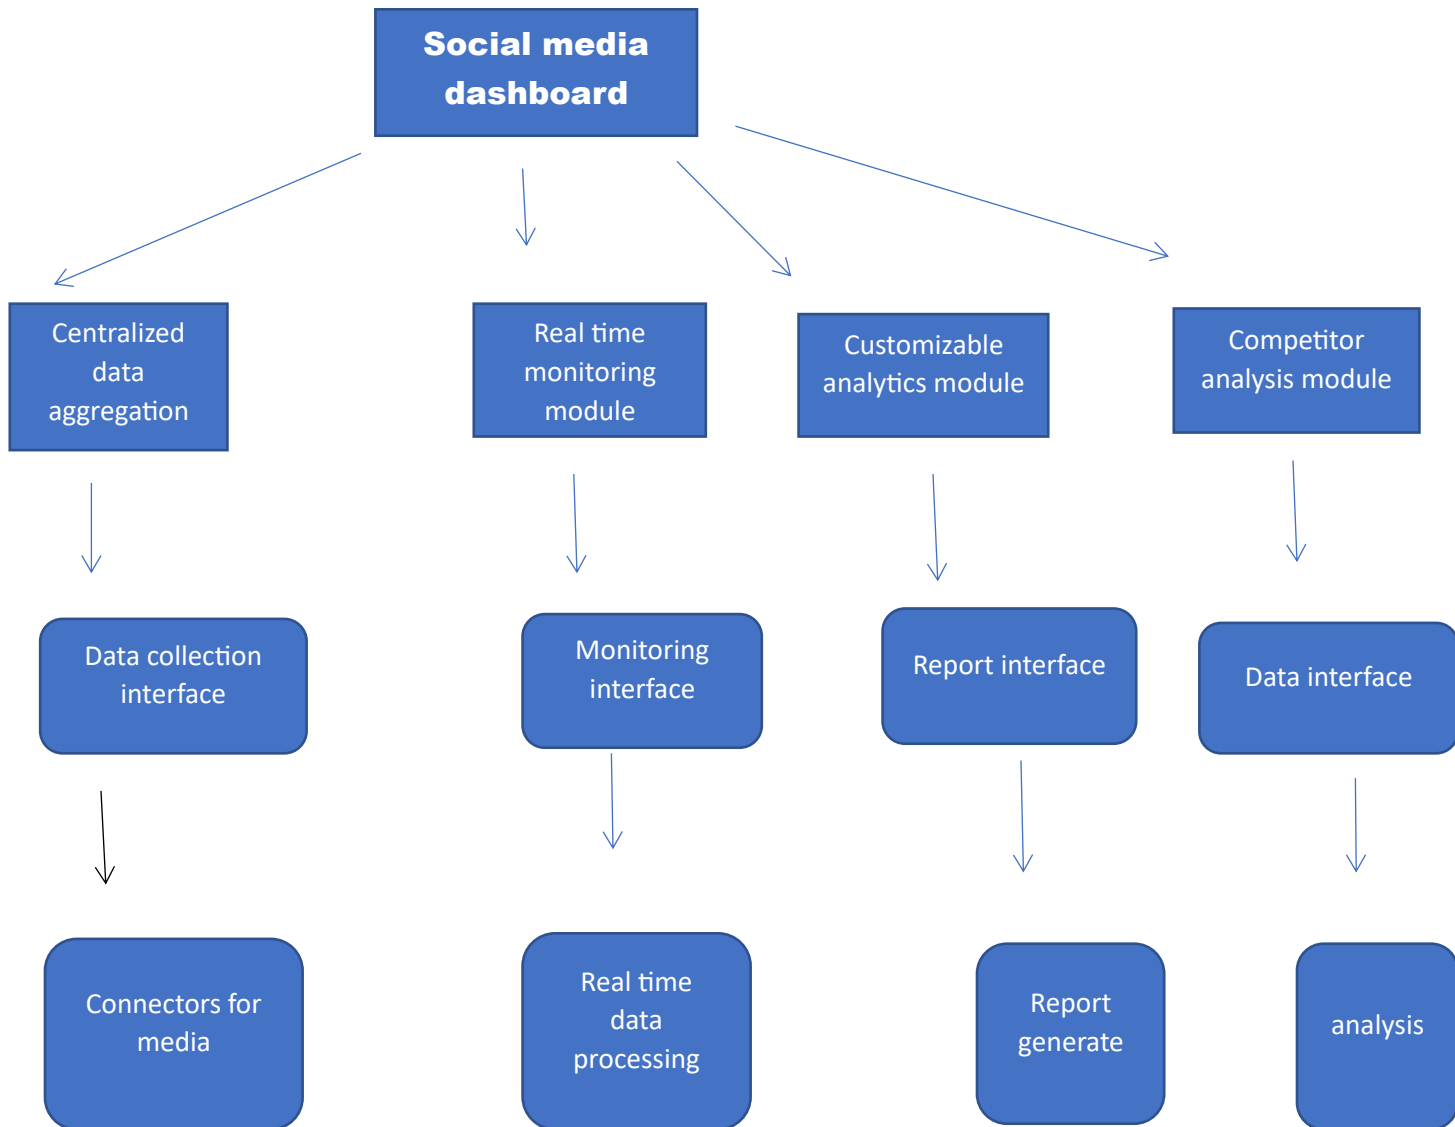 Social media
dashboard
Centralized
data
aggregation
Real time
monitoring
module
Customizable
analytics module
Competitor
analysis module
Data collection
interface
Monitoring
interface
Report interface
Data interface
Connectors for
media
Real time
data
processing
Report
generate
analysis